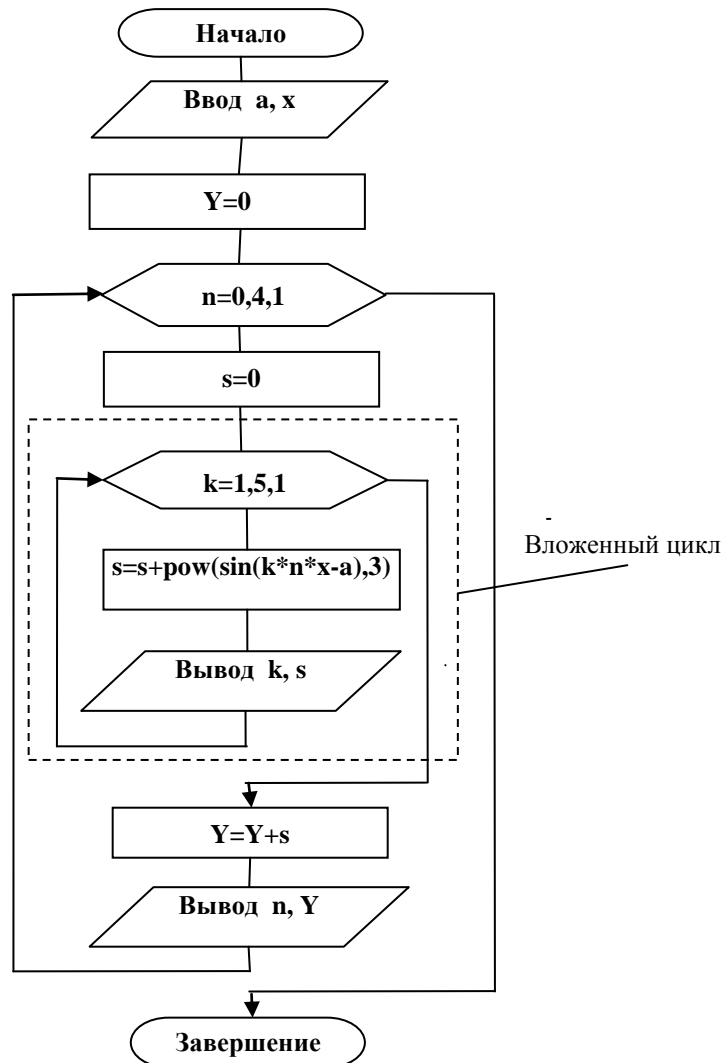 Начало
Ввод a, x
Y=0
n=0,4,1
s=0
k=1,5,1
s=s+pow(sin(k*n*x-a),3)
Вывод k, s
-
Вложенный цикл
Y=Y+s
Вывод n, Y
Завершение